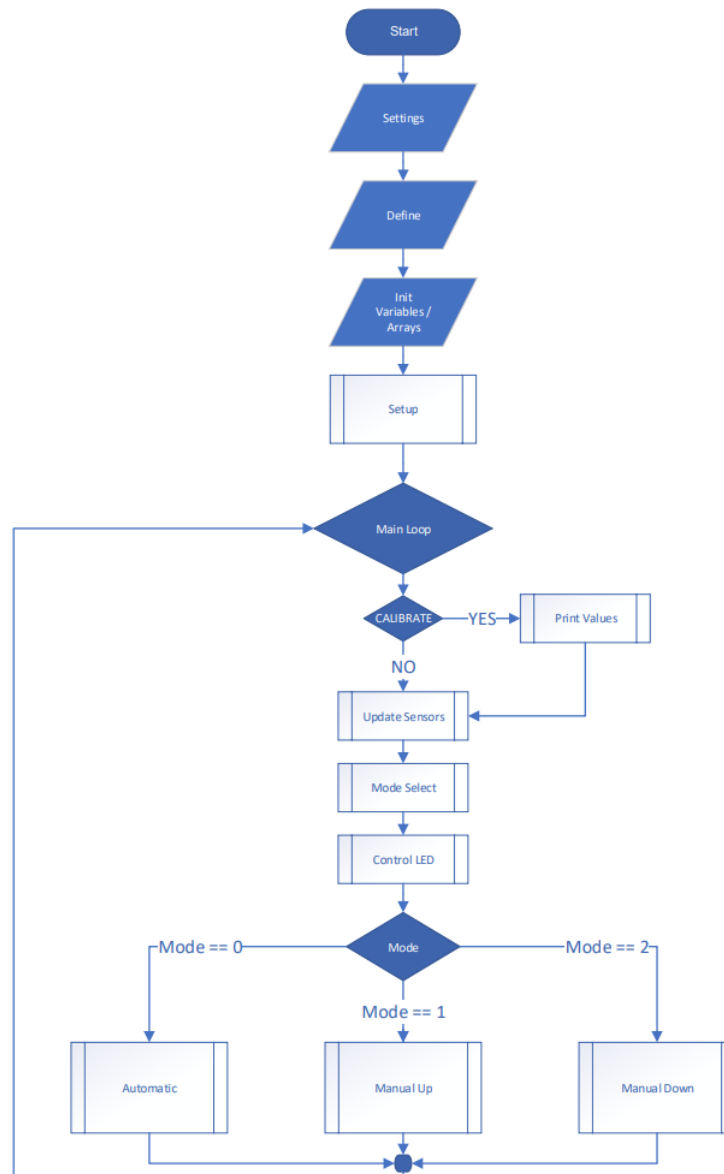 Start
Settings
Define
Init
Variables /
Arrays
Setup
Main Loop
CALIBRATE
YES
Print Values
NO
Update Sensors
Mode Select
Control LED
Mode == 0
Mode
Mode == 2
Mode == 1
Automatic
Manual Up
Manual Down